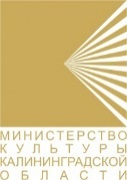 МИНИСТЕРСТВО
КУЛЬТУРЫ
КАЛИНИНГРАДСКОЙ
ОБЛАСТИ